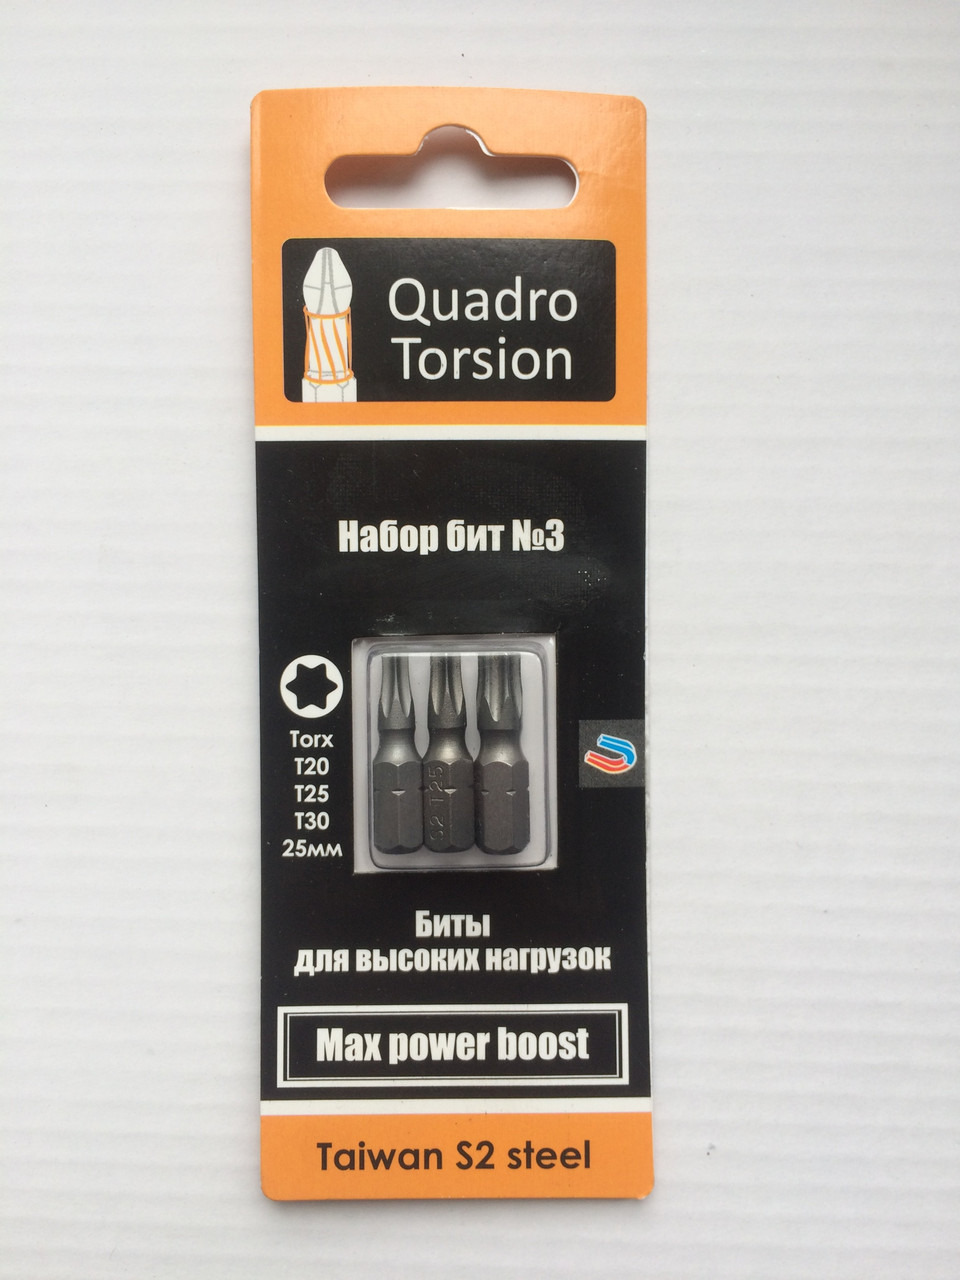 Quadro
Torsion
Набор бит №3
Torx
T20
T25
T30
25мм
S2 T25
Биты
для высоких нагрузок
Max power boost
Taiwan S2 steel